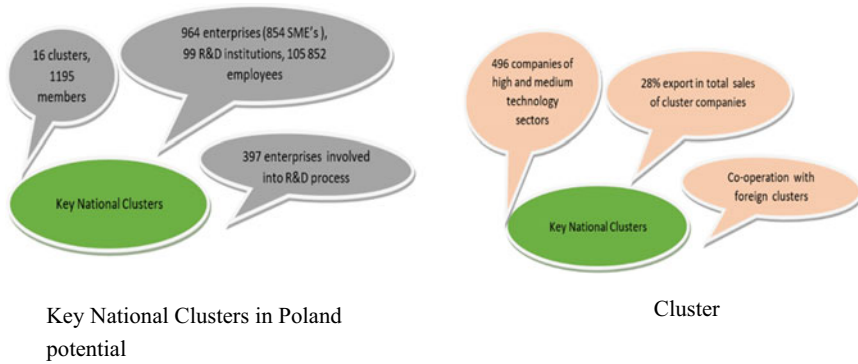 16 clusters,
1195
members
964 enterprises (854 SME's ),
99 R&D institutions, 105 852
employees
397 enterprises involved
into R&D process
Key National Clusters
496 companies of
high and medium
technology
sectors
28% export in total sales
of cluster companies
Co-operation with
foreign clusters
Key National Clusters
Key National Clusters in Poland
potential
Cluster